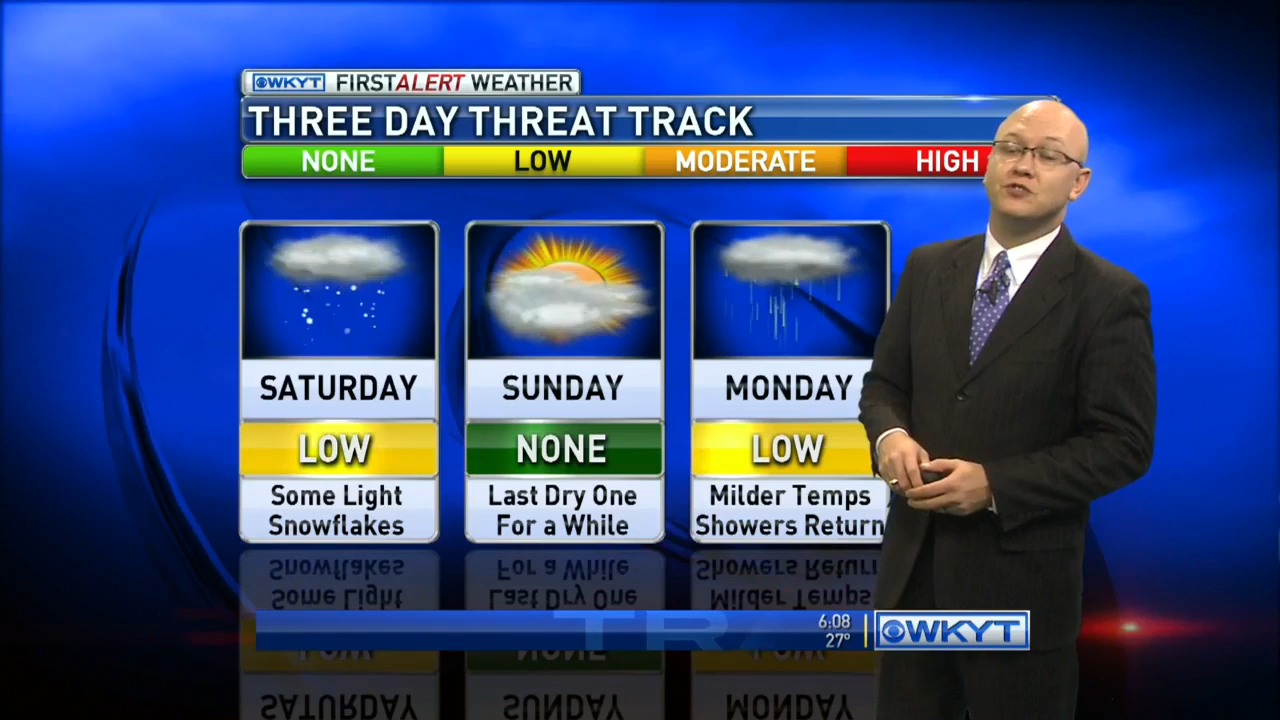 WKYT FIRSTALERT WEATHER
THREE DAY THREAT TRACK
NONE LOW MODERATE HIGH
SATURDAY SUNDAY MONDAY
LOW NONE LOW
Some Light
Snowflakes
Last Dry One
For a While
Milder Temps
Showers Return
6:08
27°
WKYT
TR